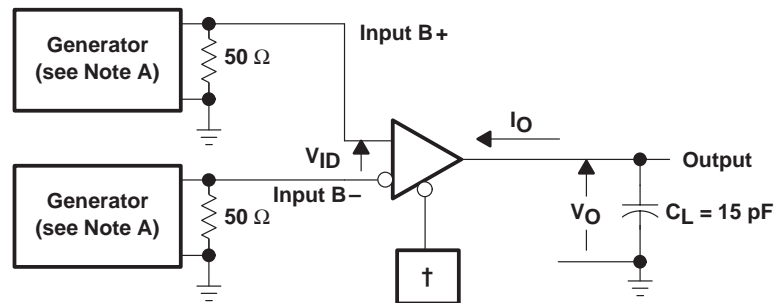 Generator
(see Note A)
50 Ω
Input B+
IO
VID
Output
Generator
(see Note A)
50 Ω
Input B−
VO
CL = 15 pF
†